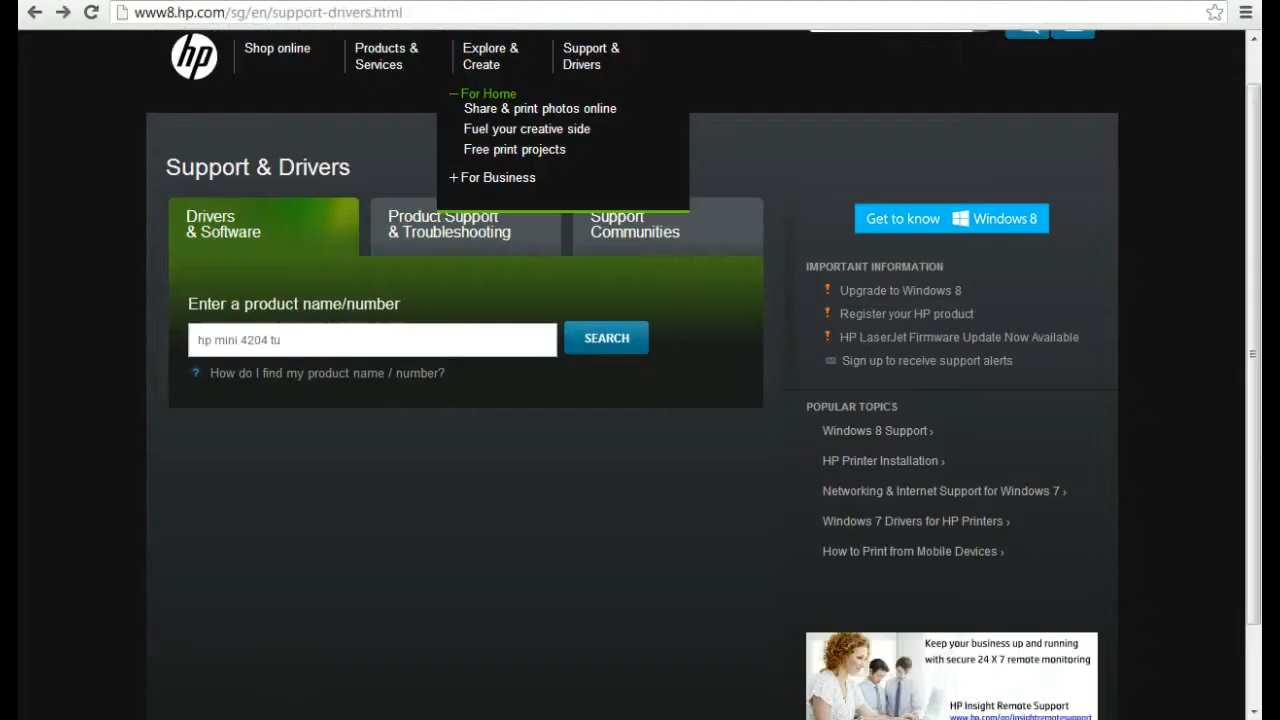 www8.hp.com/sg/en/support-drivers.html
hp
Shop online
Products &
Services
Explore &
Create
Support &
Drivers
–For Home
Share & print photos online
Fuel your creative side
Free print projects
+For Business
Support & Drivers
Drivers
& Software
Product Support
& Troubleshooting
Support
Communities
Enter a product name/number
hp mini 4204 tu
SEARCH
? How do I find my product name / number?
Get to know Windows 8
IMPORTANT INFORMATION
! Upgrade to Windows 8
! Register your HP product
! HP LaserJet Firmware Update Now Available
Sign up to receive support alerts
POPULAR TOPICS
Windows 8 Support ›
HP Printer Installation ›
Networking & Internet Support for Windows 7 ›
Windows 7 Drivers for HP Printers ›
How to Print from Mobile Devices ›
Keep your business up and running
with secure 24 X 7 remote monitoring
HP Insight Remote Support
www.hp.com/go/insightremotesupport